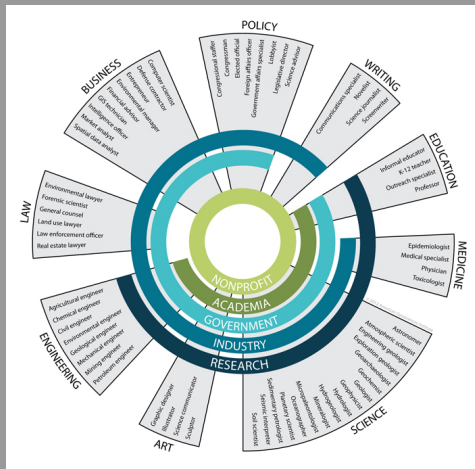 POLICY
Congressional staffer
Congressman
Elected official
Foreign affairs officer
Government affairs specialist
Lobbyist
Legislative director
Science advisor
WRITING
Communications specialist
Novelist
Science journalist
Screenwriter
EDUCATION
Informal educator
K-12 teacher
Outreach specialist
Professor
MEDICINE
Epidemiologist
Medical specialist
Physician
Toxicologist
SCIENCE
Astronomer
Atmospheric scientist
Engineering geologist
Exploration geologist
Geoarchaeologist
Geochemist
Geologist
Geophysicist
Hydrologist
Hydrogeologist
Mineralogist
Micropaleontologist
Oceanographer
Planetary scientist
Sedimentary petrologist
Seismic interpreter
Soil scientist
ART
Graphic designer
Illustrator
Science communicator
Sculptor
ENGINEERING
Agricultural engineer
Chemical engineer
Civil engineer
Environmental engineer
Geological engineer
Mechanical engineer
Mining engineer
Petroleum engineer
LAW
Environmental lawyer
Forensic scientist
General counsel
Land use lawyer
Law enforcement officer
Real estate lawyer
BUSINESS
Computer scientist
Defense contractor
Entrepreneur
Environmental manager
Financial advisor
GIS technician
Intelligence officer
Market analyst
Spatial data analyst
NONPROFIT
ACADEMIA
GOVERNMENT
INDUSTRY
RESEARCH